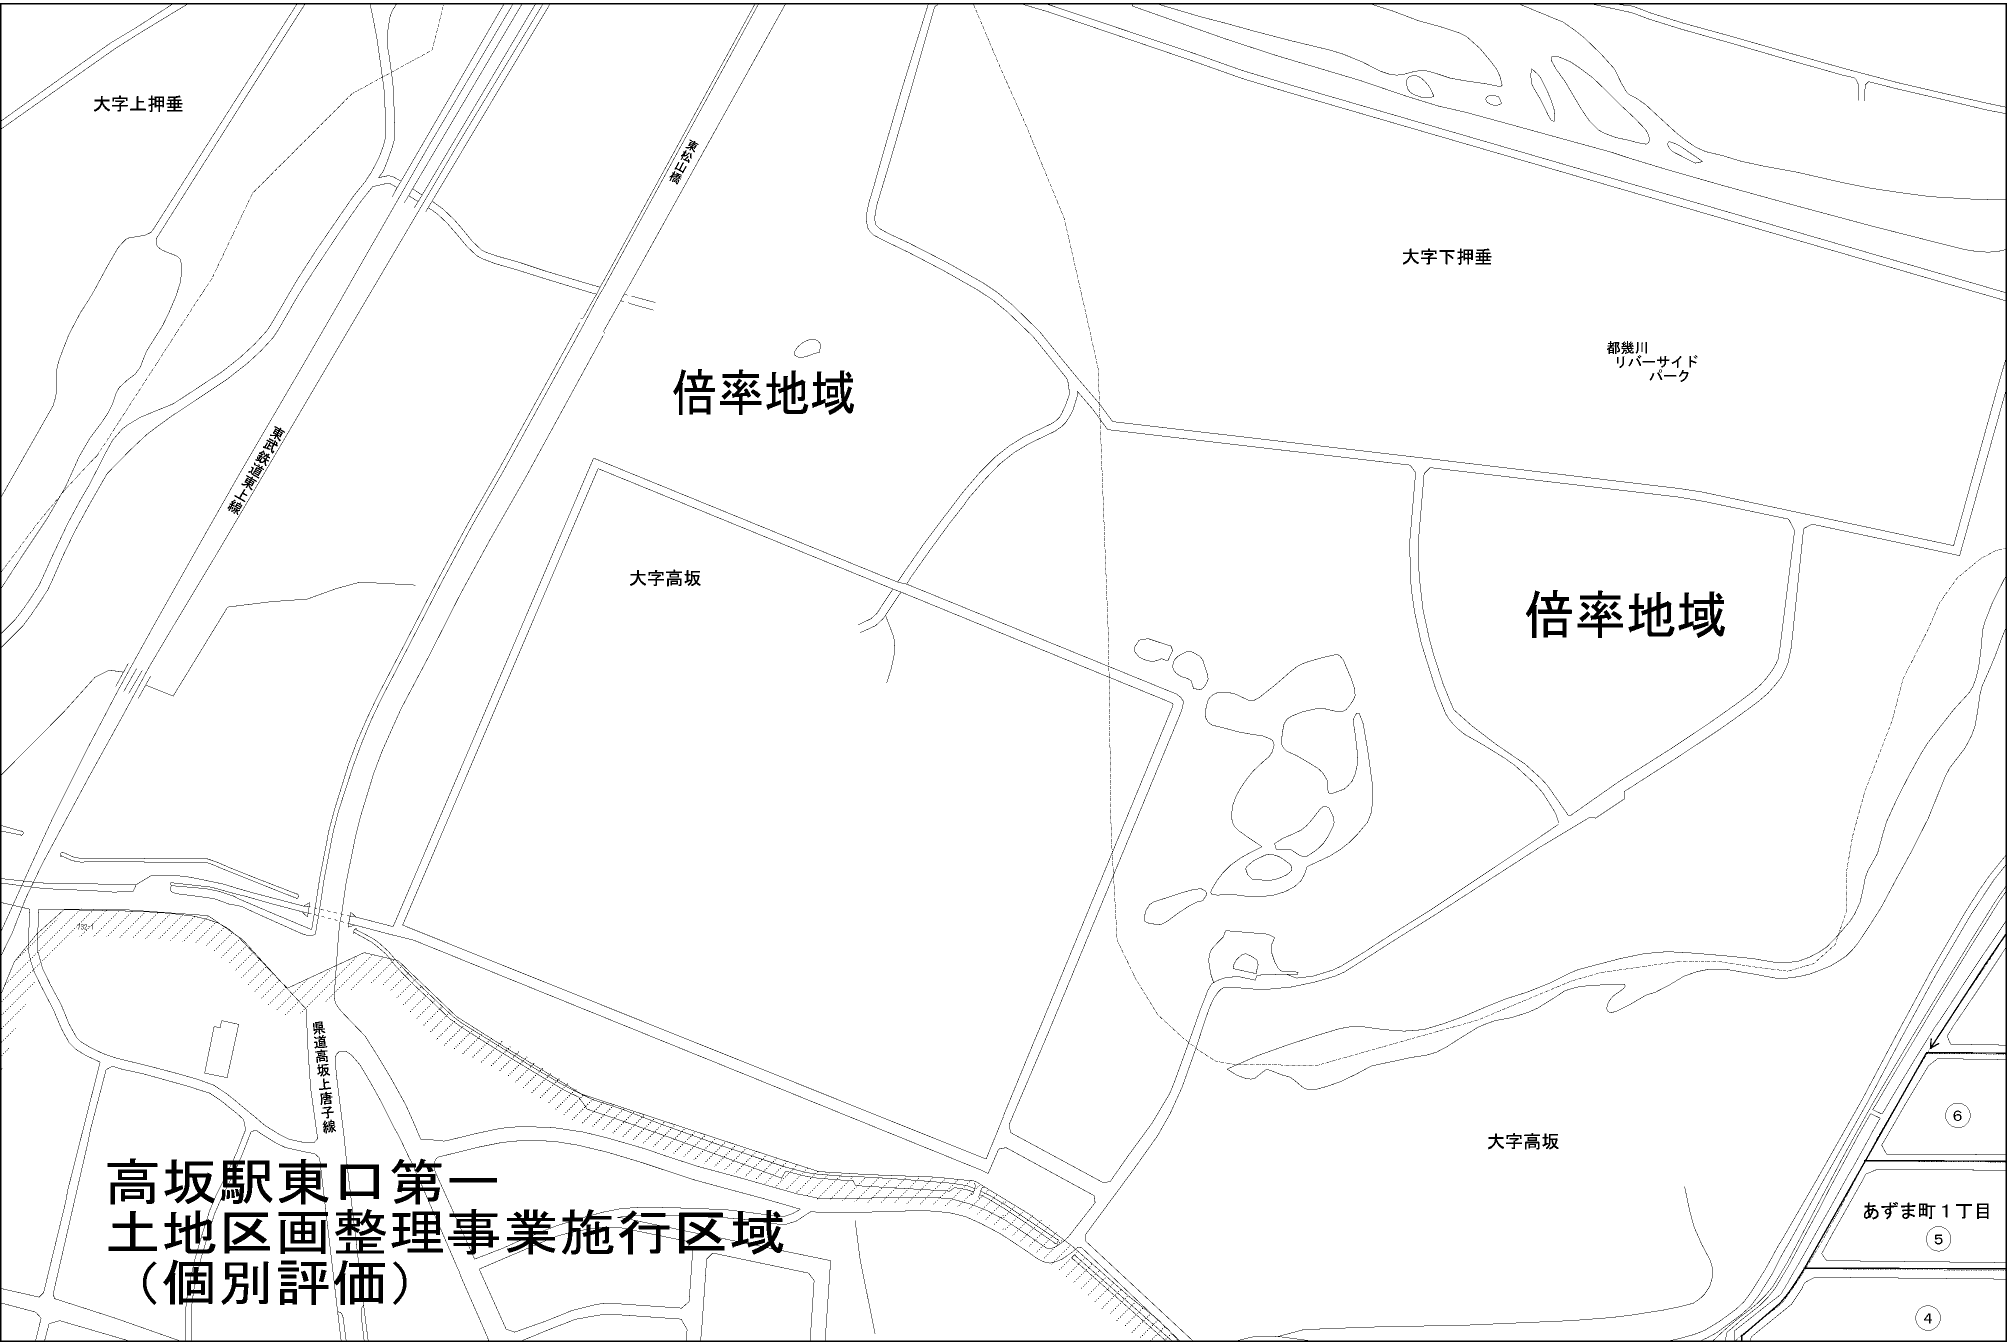 大字上押垂
東松山橋
大字下押垂
都幾川
リバーサイド
パーク
倍率地域
東武鉄道東上線
大字高坂
倍率地域
732-1
県道高坂上唐子線
6
大字高坂
高坂駅東口第一
土地区画整理事業施行区域
（個別評価）
あずま町１丁目
5
4